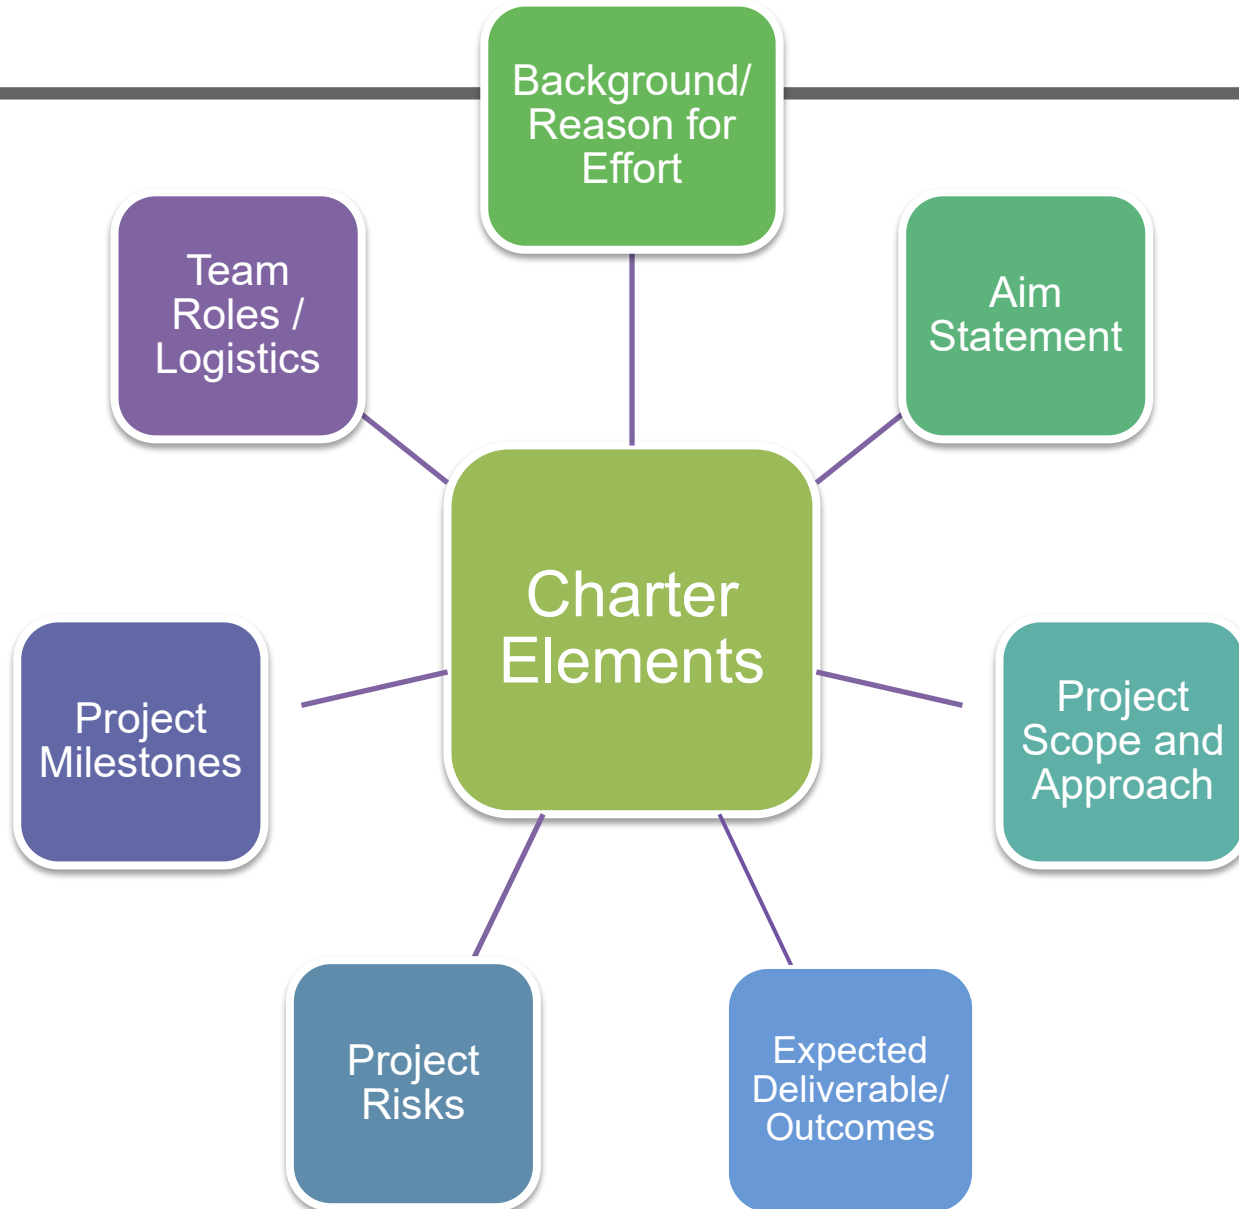 Background/
Reason for
Effort
Team
Roles /
Logistics
Aim
Statement
Charter
Elements
Project
Milestones
Project
Scope and
Approach
Project
Risks
Expected
Deliverable/
Outcomes